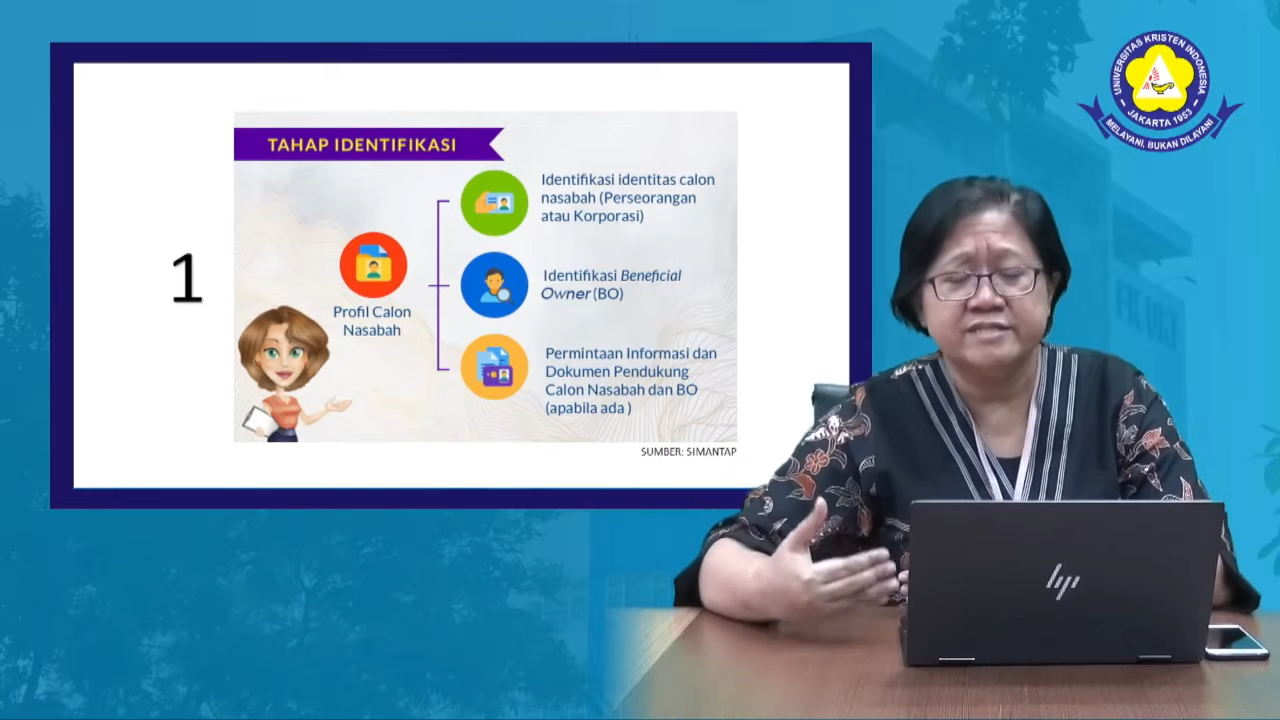 TAHAP IDENTIFIKASI
1
Profil Calon
Nasabah
Identifikasi identitas calon
nasabah (Perseorangan
atau Korporasi)
Identifikasi Beneficial
Owner (BO)
Permintaan Informasi dan
Dokumen Pendukung
Calon Nasabah dan BO
(apabila ada )
SUMBER: SIMANTAP
UNIVERSITAS KRISTEN INDONESIA
JAKARTA 1953
MELAYANI, BUKAN DILAYANI
hp